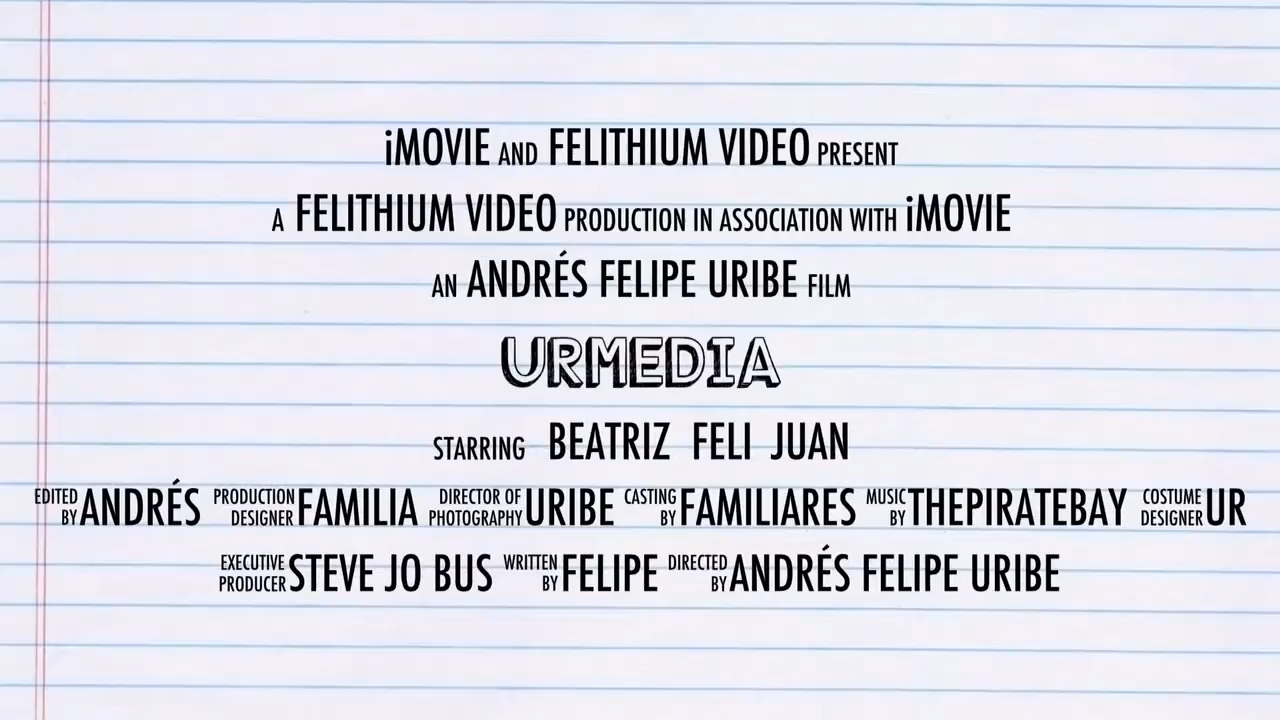 iMOVIE AND FELITHIUM VIDEO PRESENT
A FELITHIUM VIDEO PRODUCTION IN ASSOCIATION WITH iMOVIE
AN ANDRÉS FELIPE URIBE FILM
URMEDIA
STARRING BEATRIZ FELI JUAN
EDITED BY ANDRÉS PRODUCTION DESIGNER FAMILIA DIRECTOR OF PHOTOGRAPHY URIBE CASTING BY FAMILIARES MUSIC BY THEPIRATEBAY COSTUME DESIGNER UR
EXECUTIVE PRODUCER STEVE JO BUS WRITTEN BY FELIPE DIRECTED BY ANDRÉS FELIPE URIBE